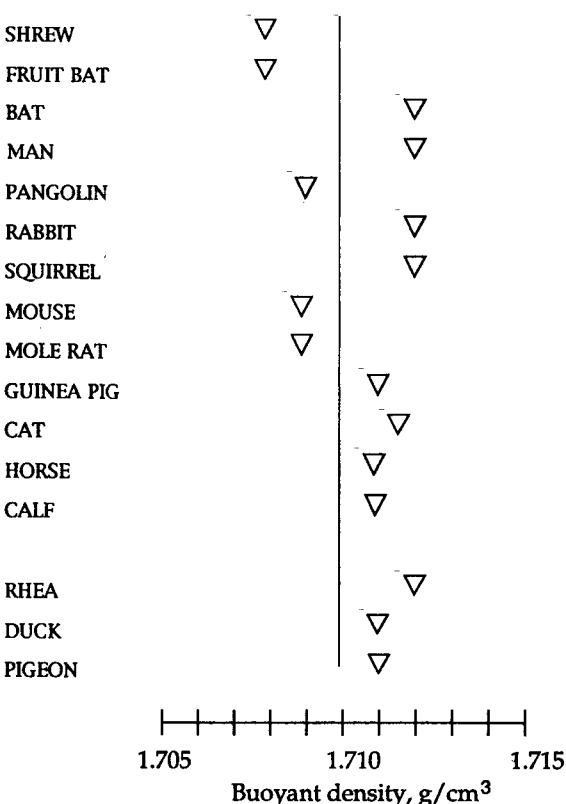 SHREW
FRUIT BAT
BAT
MAN
PANGOLIN
RABBIT
SQUIRREL
MOUSE
MOLE RAT
GUINEA PIG
CAT
HORSE
CALF
RHEA
DUCK
PIGEON
1.705 1.710 1.715
Buoyant density, g/cm³